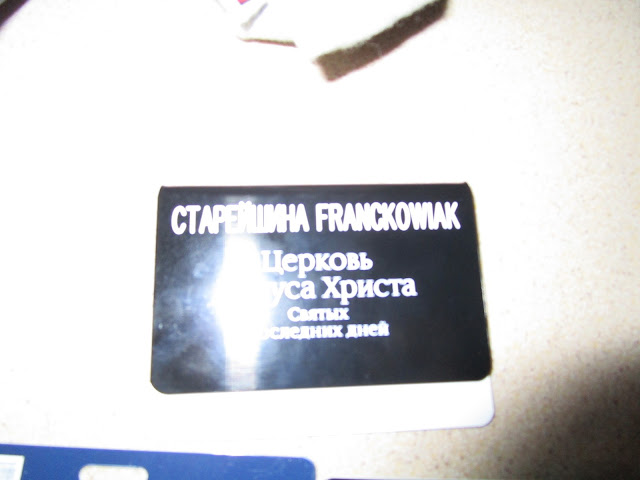 СТАРЕЙШИНА FRANCKOWIAK
Церковь
Христа
Святых
дней